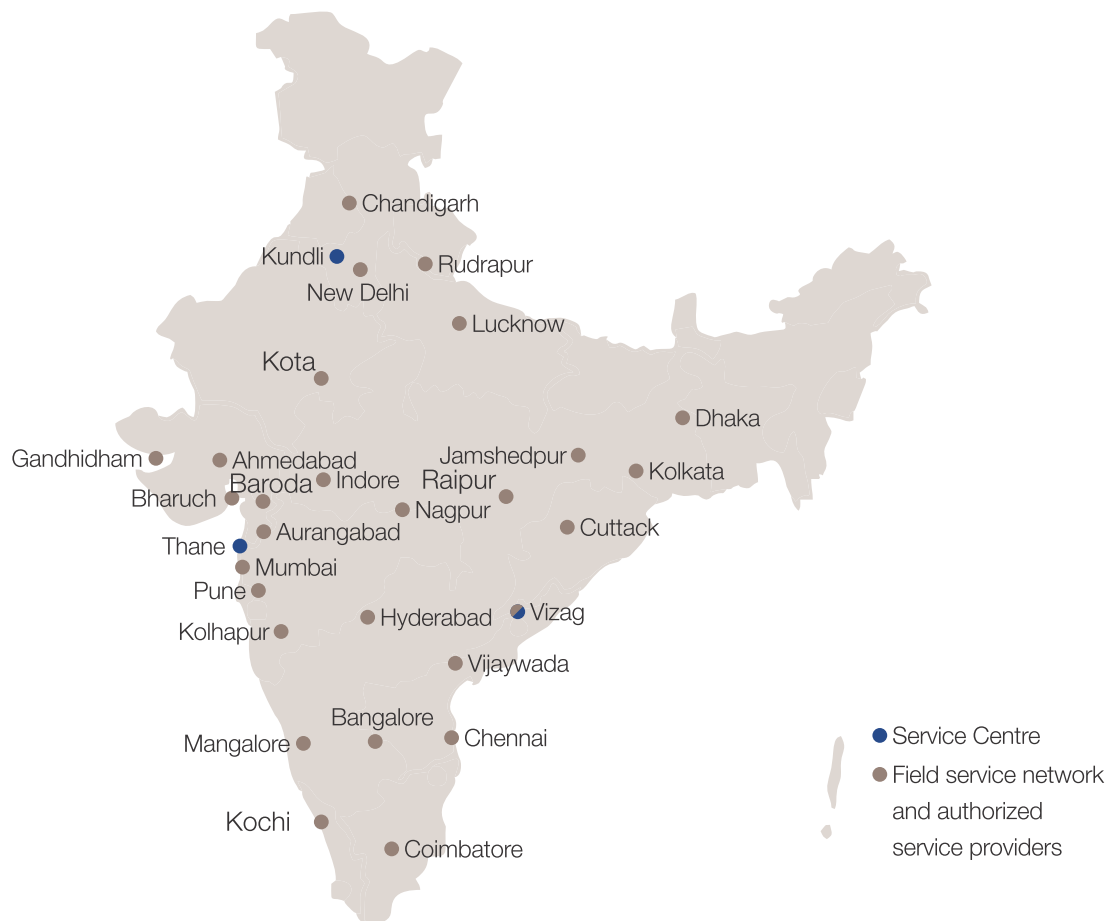 Chandigarh
Kundli
Rudrapur
New Delhi
Lucknow
Kota
Dhaka
Gandhidham
Ahmedabad
Jamshedpur
Kolkata
Baroda
Indore
Raipur
Bharuch
Nagpur
Cuttack
Aurangabad
Thane
Mumbai
Pune
Hyderabad
Vizag
Kolhapur
Vijaywada
Bangalore
Mangalore
Chennai
Service Centre
Field service network
and authorized
service providers
Kochi
Coimbatore